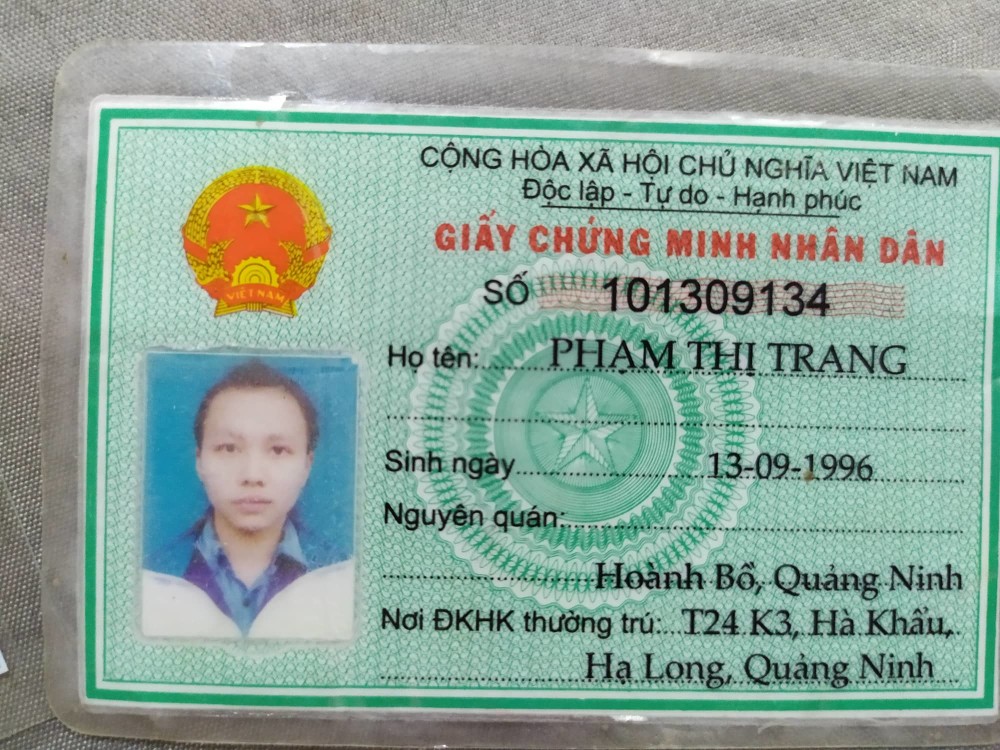 CỘNG HÒA XÃ HỘI CHỦ NGHĨA VIỆT NAM
Độc lập - Tự do - Hạnh phúc
GIẤY CHỨNG MINH NHÂN DÂN
SỐ 101309134
VIỆT NAM
Họ tên: PHẠM THỊ TRANG
Sinh ngày 13-09-1996
Nguyên quán:
Hoành Bồ, Quảng Ninh
Nơi ĐKHK thường trú: T24 K3, Hà Khẩu,
Hạ Long, Quảng Ninh